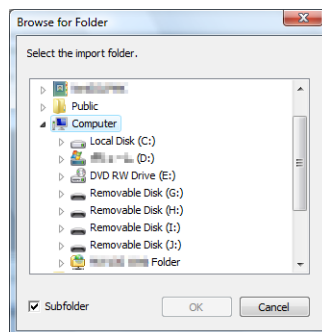 Browse for Folder
Select the import folder.
Public
Computer
Local Disk (C:)
(D:)
DVD RW Drive (E:)
Removable Disk (G:)
Removable Disk (H:)
Removable Disk (I:)
Removable Disk (J:)
Folder
Subfolder
OK
Cancel